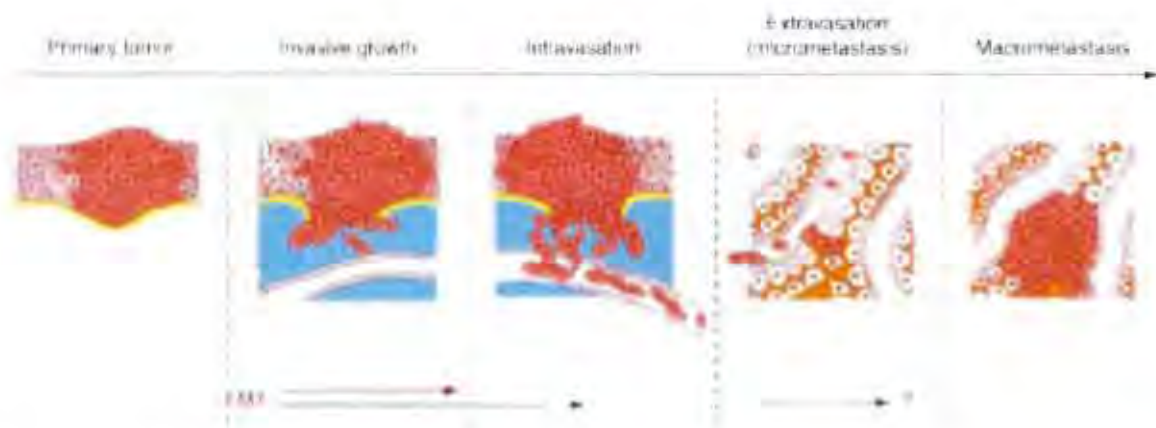 Primary tumor
Invasive growth
Intravasation
Extravasation
(micrometastasis)
Macrometastasis
EMT
?